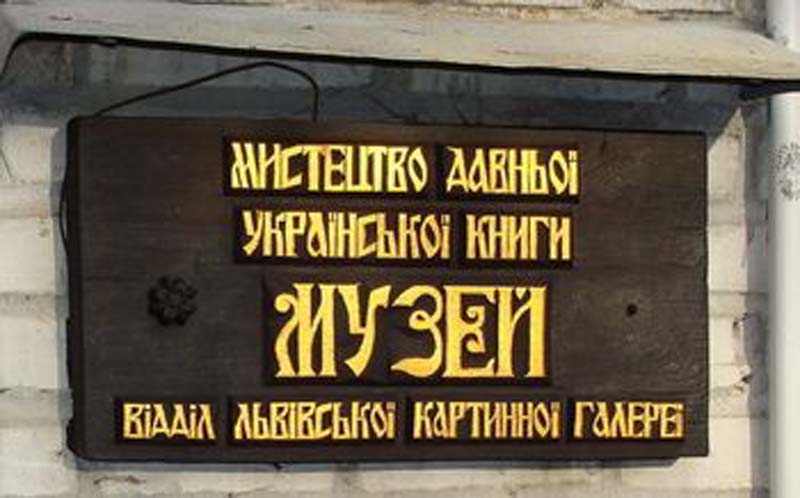 МИСТЕЦТВО ДАВНЬОЇ
УКРАЇНСЬКОЇ КНИГИ
МУЗЕЙ
ВІДДІЛ ЛЬВІВСЬКОЇ КАРТИННОЇ ГАЛЕРЕЇ